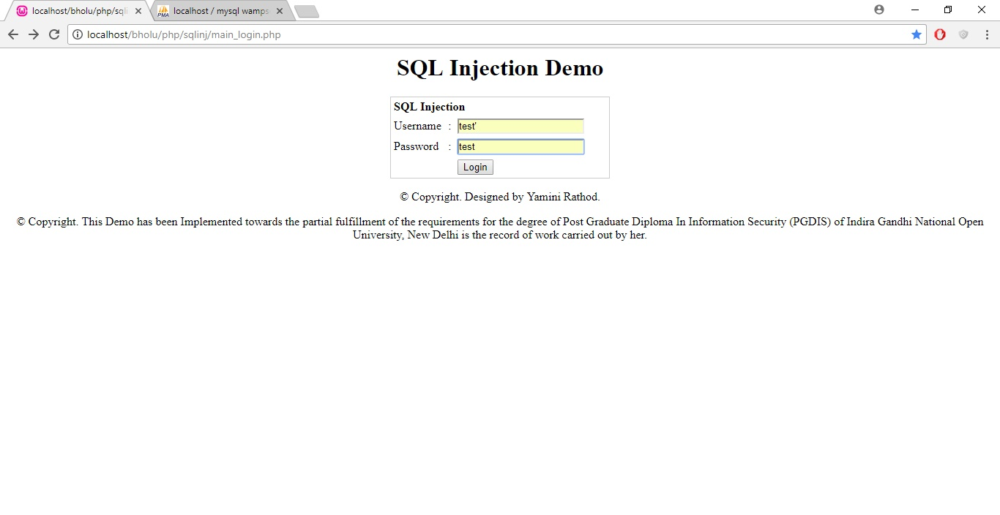 localhost/bholu/php/sqli
localhost / mysql wamps
localhost/bholu/php/sqlinj/main_login.php
SQL Injection Demo
SQL Injection
Username : test'
Password : test
Login
© Copyright. Designed by Yamini Rathod.
© Copyright. This Demo has been Implemented towards the partial fulfillment of the requirements for the degree of Post Graduate Diploma In Information Security (PGDIS) of Indira Gandhi National Open
University, New Delhi is the record of work carried out by her.